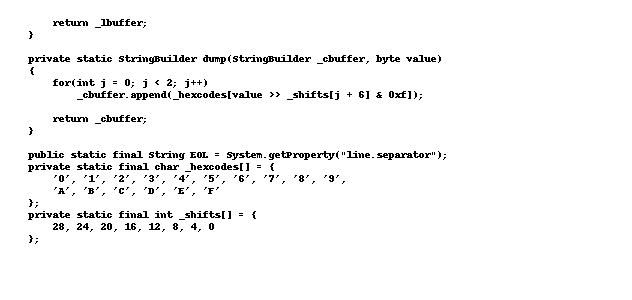 return _lbuffer;
}
private static StringBuilder dump(StringBuilder _cbuffer, byte value)
{
for(int j = 0; j < 2; j++)
_cbuffer.append(_hexcodes[value >> _shifts[j + 6] & 0xf]);
return _cbuffer;
}
public static final String EOL = System.getProperty("line.separator");
private static final char _hexcodes[] = {
'0', '1', '2', '3', '4', '5', '6', '7', '8', '9',
'A', 'B', 'C', 'D', 'E', 'F'
};
private static final int _shifts[] = {
28, 24, 20, 16, 12, 8, 4, 0
};